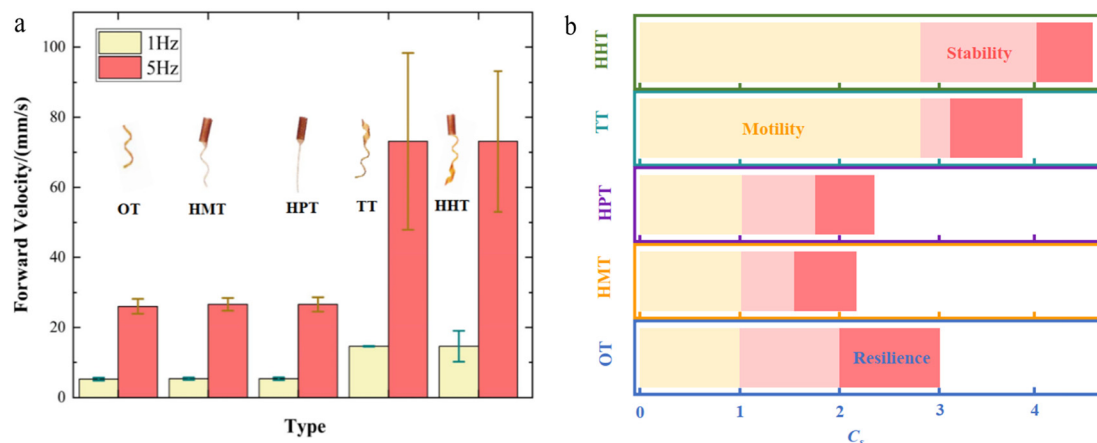 a
1Hz
5Hz
100
80
60
40
20
0
Forward Velocity/(mm/s)
OT
HMT
HPT
TT
HHT
Type
b
HHT
Stability
TT
Motility
HPT
HMT
OT
Resilience
0 1 2 3 4